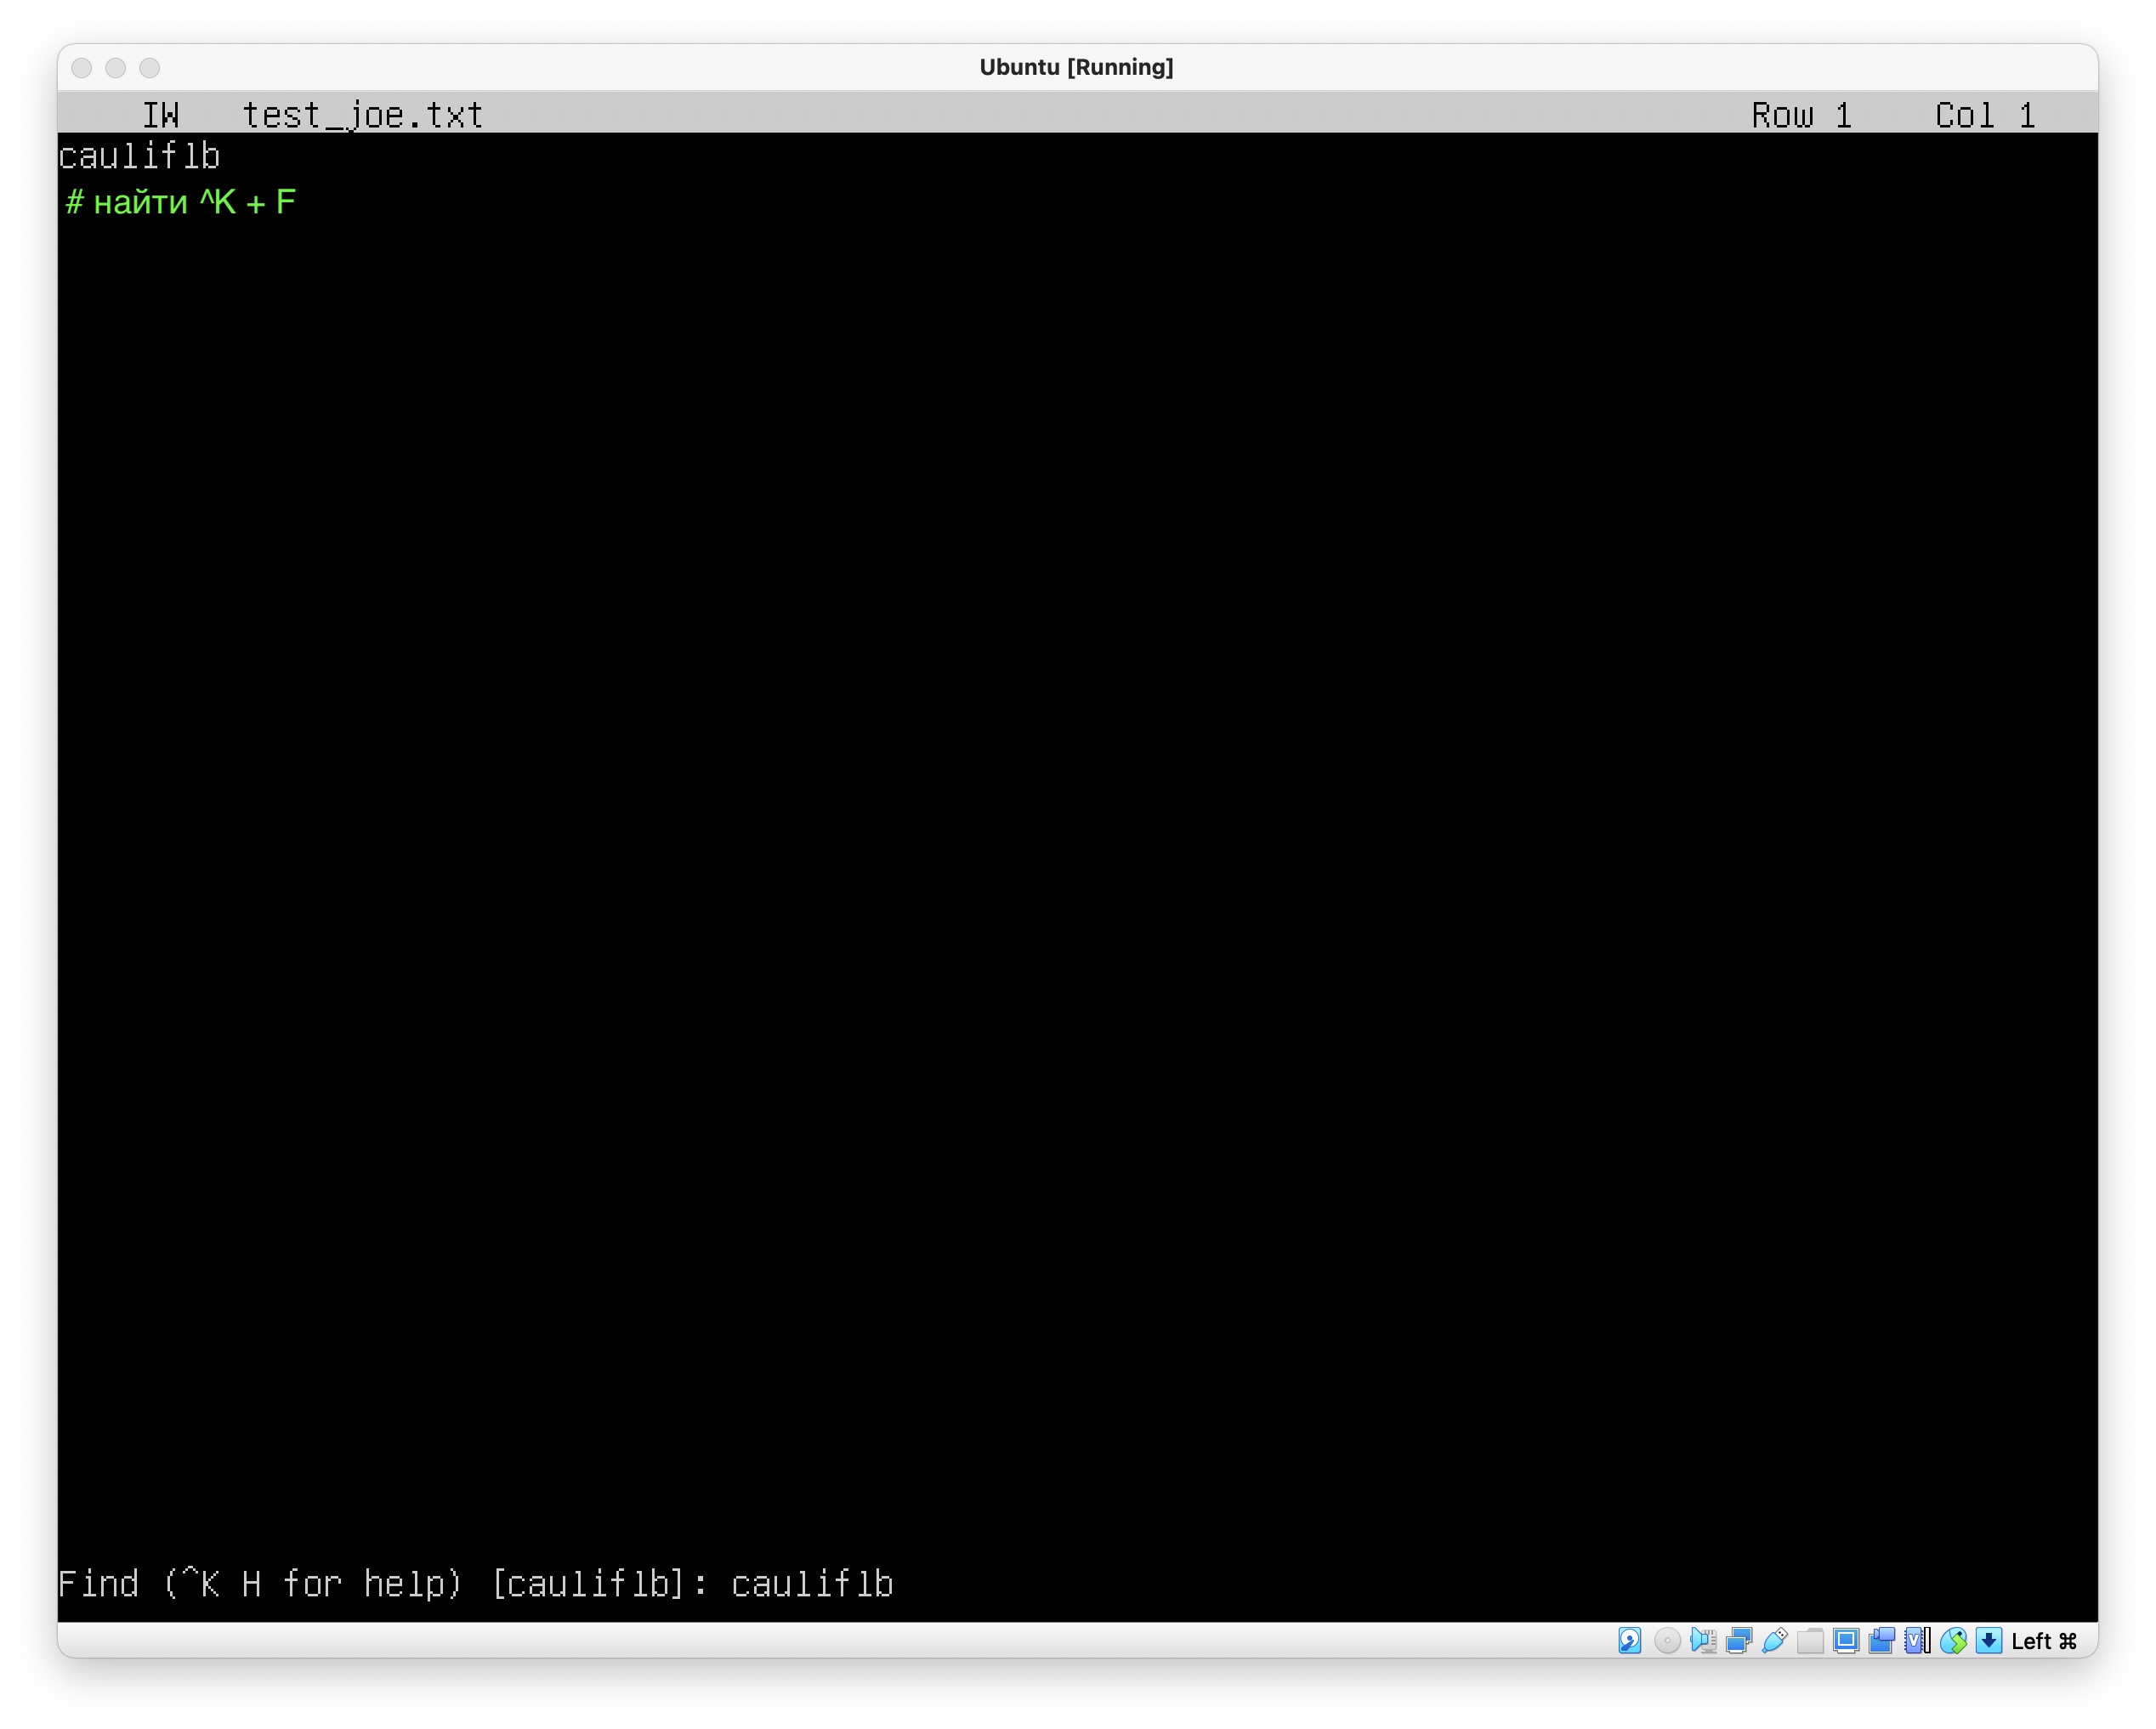 Ubuntu [Running]
IW test_joe.txt Row 1 Col 1
cauliflb
# найти ^K + F
Find (^K H for help) [cauliflb]: cauliflb
Left ⌘